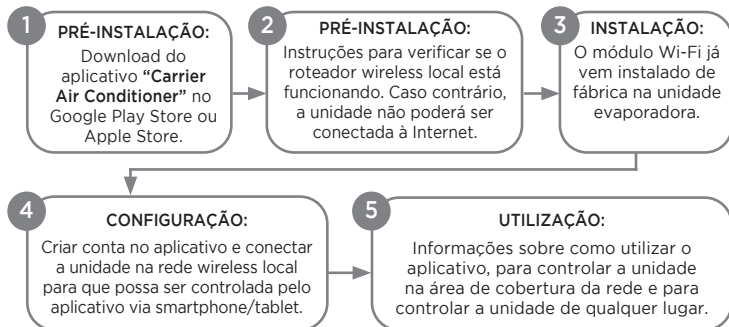 1
PRÉ-INSTALAÇÃO:
Download do
aplicativo “Carrier
Air Conditioner” no
Google Play Store ou
Apple Store.
2
PRÉ-INSTALAÇÃO:
Instruções para verificar se o
roteador wireless local está
funcionando. Caso contrário,
a unidade não poderá ser
conectada à Internet.
3
INSTALAÇÃO:
O módulo Wi-Fi já
vem instalado de
fábrica na unidade
evaporadora.
4
CONFIGURAÇÃO:
Criar conta no aplicativo e conectar
a unidade na rede wireless local
para que possa ser controlada pelo
aplicativo via smartphone/tablet.
5
UTILIZAÇÃO:
Informações sobre como utilizar o
aplicativo, para controlar a unidade
na área de cobertura da rede e para
controlar a unidade de qualquer lugar.